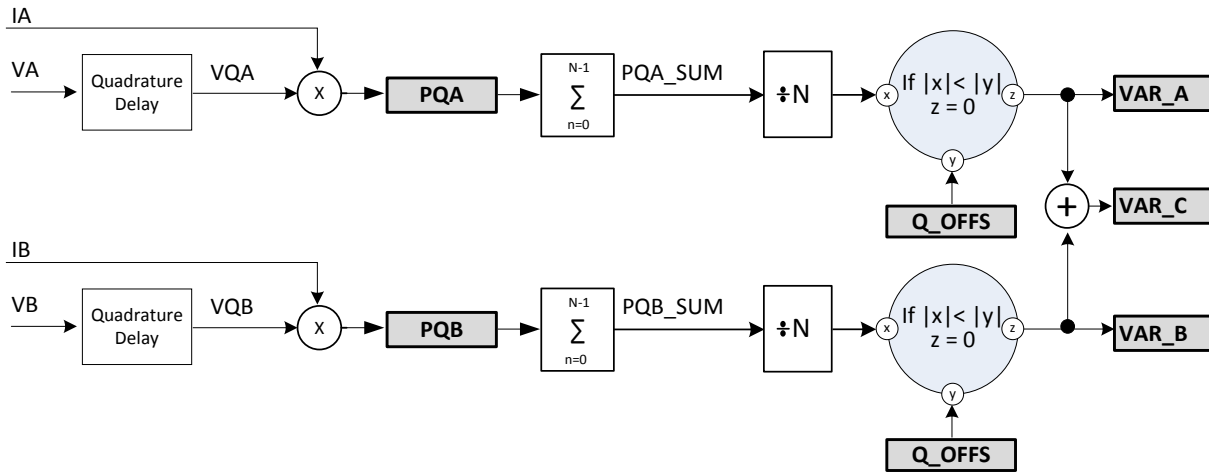 IA
VA
Quadrature
Delay
VQA
X
PQA
N-1
∑
n=0
PQA_SUM
÷N
x
If |x|< |y|
z = 0
z
y
Q_OFFS
VAR_A
+
VAR_C
IB
VB
Quadrature
Delay
VQB
X
PQB
N-1
∑
n=0
PQB_SUM
÷N
x
If |x|< |y|
z = 0
z
y
Q_OFFS
VAR_B